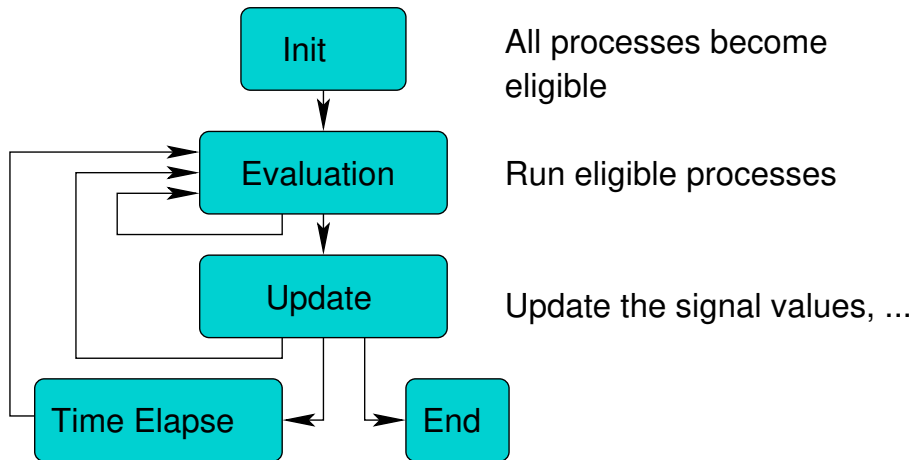 Init
All processes become
eligible
Evaluation
Run eligible processes
Update
Update the signal values, ...
Time Elapse
End